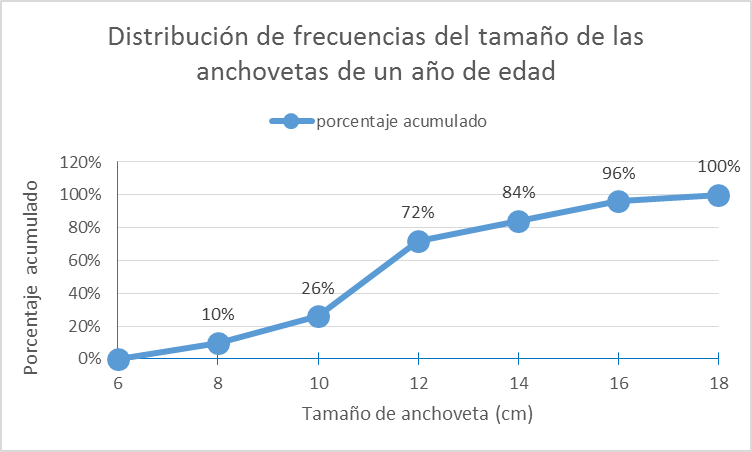 Distribución de frecuencias del tamaño de las
anchovetas de un año de edad
porcentaje acumulado
Porcentaje acumulado
120%
100%
80%
60%
40%
20%
0%
10%
26%
72%
84%
96%
100%
6 8 10 12 14 16 18
Tamaño de anchoveta (cm)